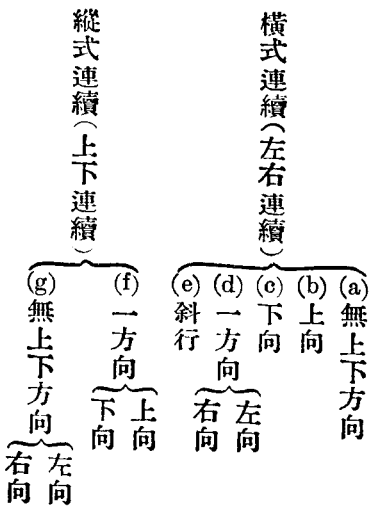 橫式連續(左右連續)
(a)無上下方向
(b)上向
(c)下向
(d)一方向
左向
右向
(e)斜行
縱式連續(上下連續)
(f)一方向
上向
下向
(g)無上下方向
左向
右向